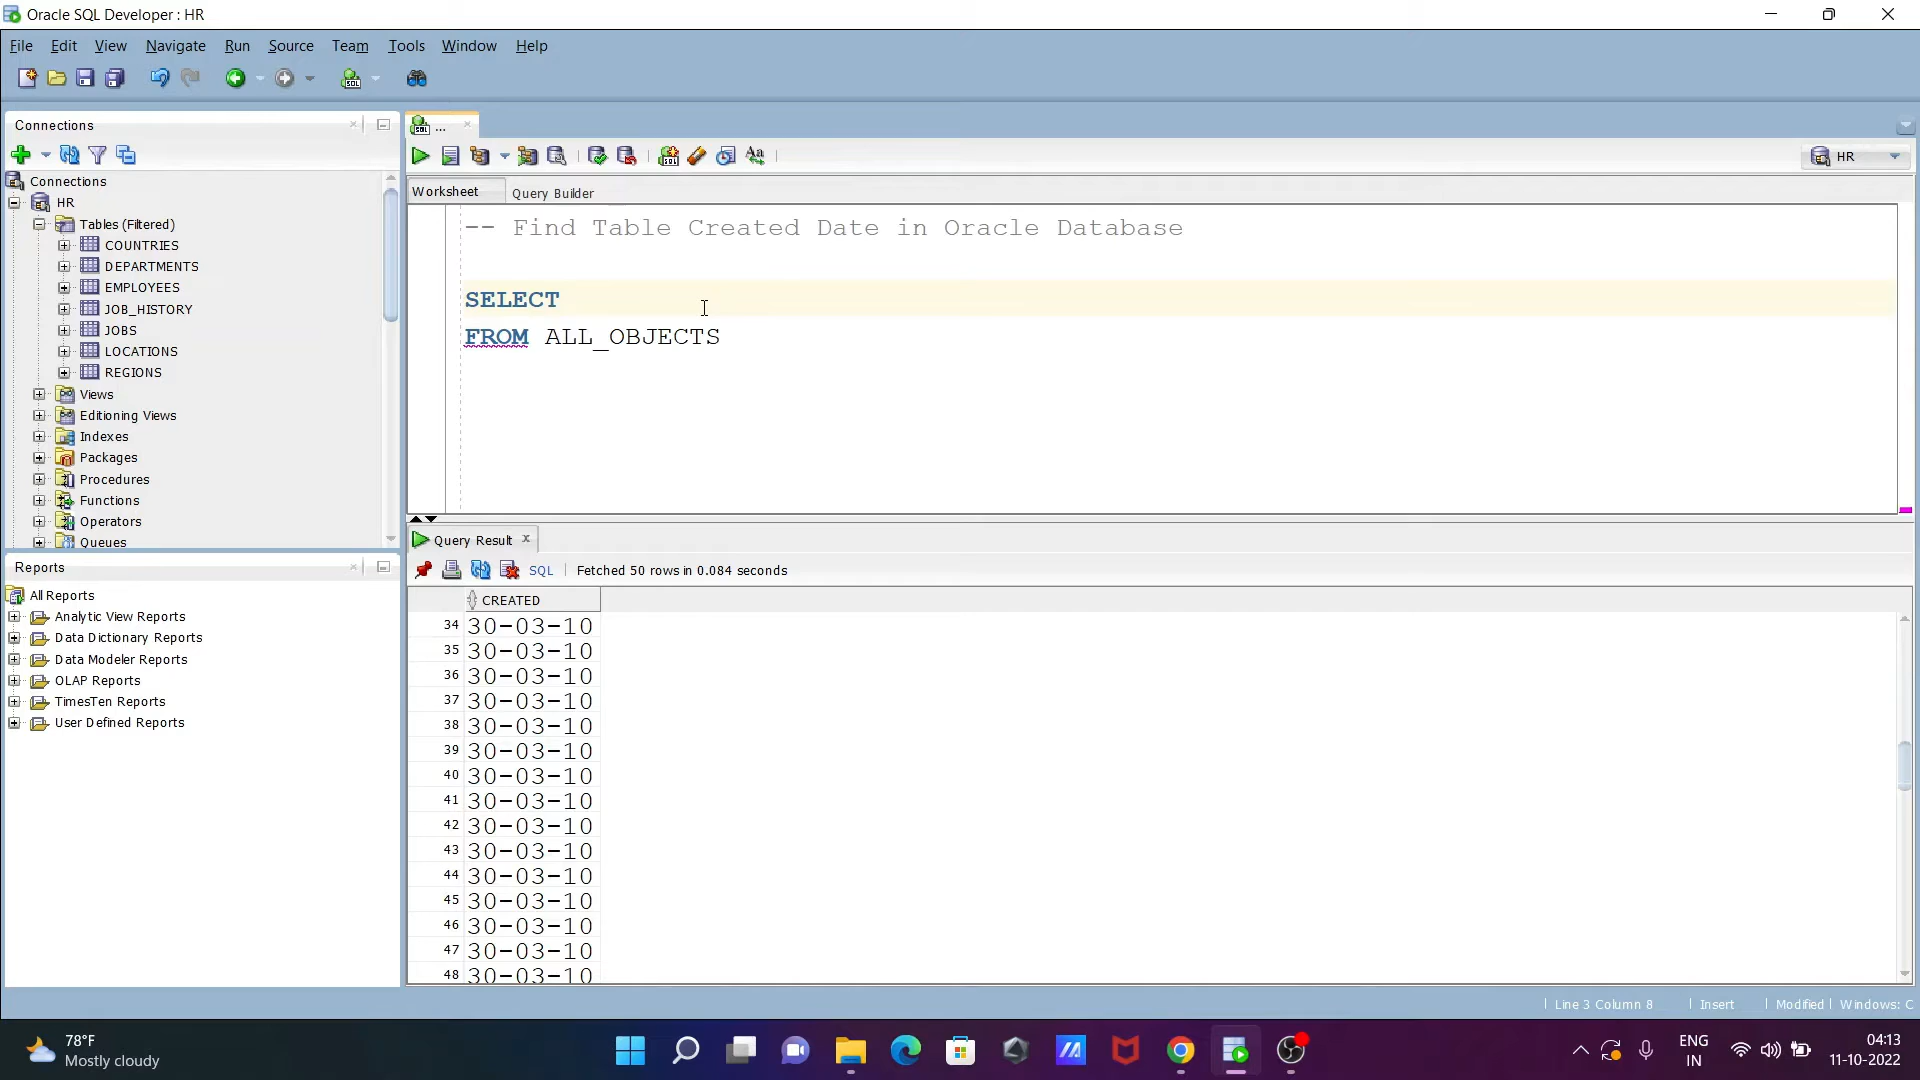 Oracle SQL Developer : HR
File Edit View Navigate Run Source Team Tools Window Help
Connections
Connections
HR
Tables (Filtered)
COUNTRIES
DEPARTMENTS
EMPLOYEES
JOB_HISTORY
JOBS
LOCATIONS
REGIONS
Views
Editioning Views
Indexes
Packages
Procedures
Functions
Operators
Queues
Reports
All Reports
Analytic View Reports
Data Dictionary Reports
Data Modeler Reports
OLAP Reports
TimesTen Reports
User Defined Reports
...
HR
Worksheet Query Builder
-- Find Table Created Date in Oracle Database
SELECT
FROM ALL_OBJECTS
Query Result
SQL Fetched 50 rows in 0.084 seconds
CREATED
34 30-03-10
35 30-03-10
36 30-03-10
37 30-03-10
38 30-03-10
39 30-03-10
40 30-03-10
41 30-03-10
42 30-03-10
43 30-03-10
44 30-03-10
45 30-03-10
46 30-03-10
47 30-03-10
48 30-03-10
Line 3 Column 8 Insert Modified Windows: C
78°F
Mostly cloudy
ENG
IN
04:13
11-10-2022